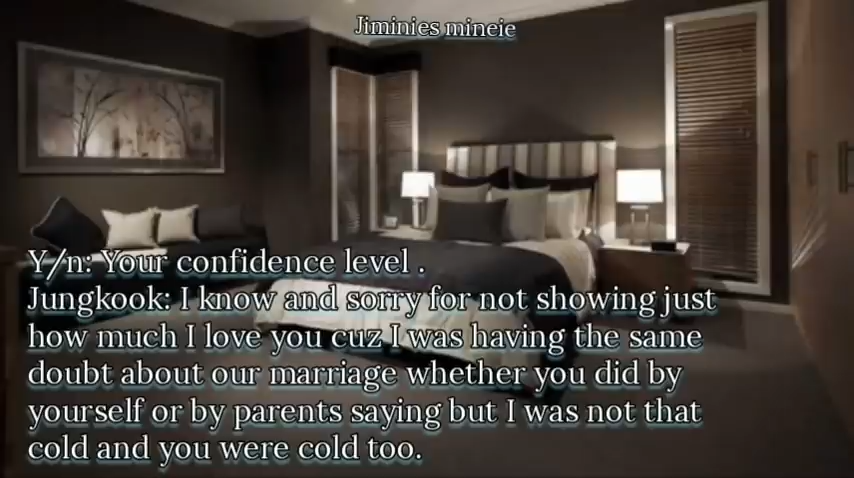 Jiminies mineie
Y/n: Your confidence level .
Jungkook: I know and sorry for not showing just
how much I love you cuz I was having the same
doubt about our marriage whether you did by
yourself or by parents saying but I was not that
cold and you were cold too.